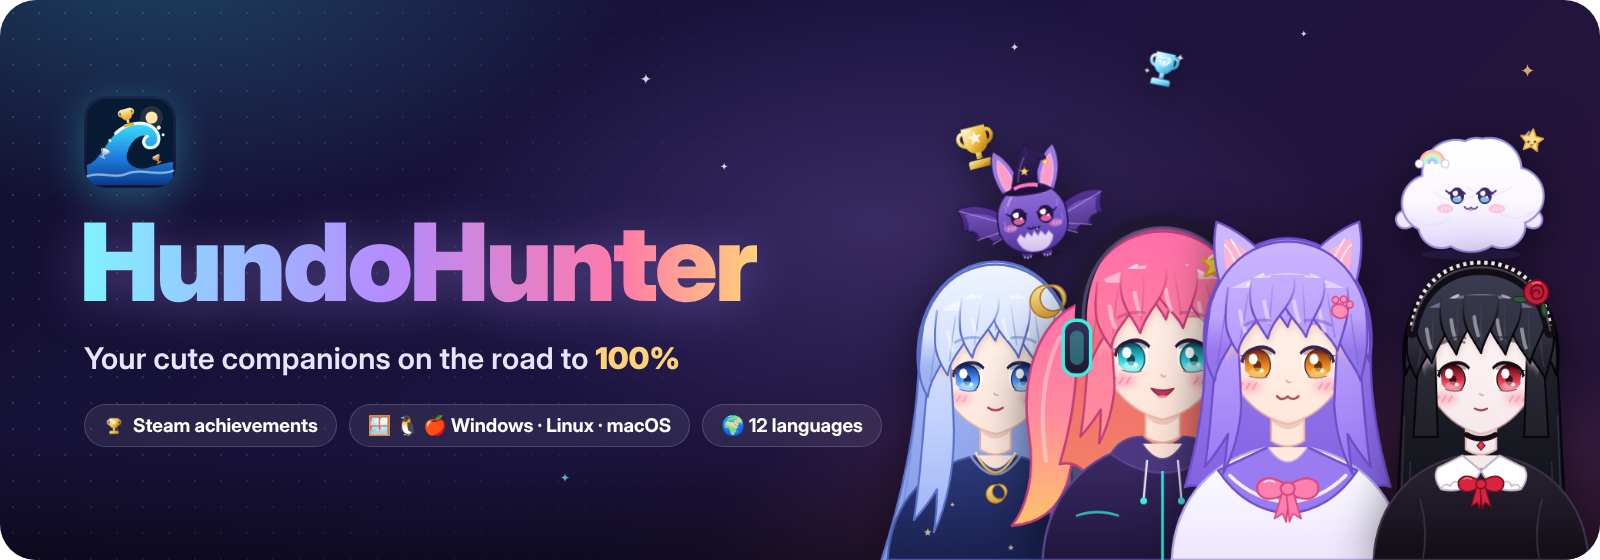 HundoHunter
Your cute companions on the road to 100%
Steam achievements
Windows · Linux · macOS
12 languages